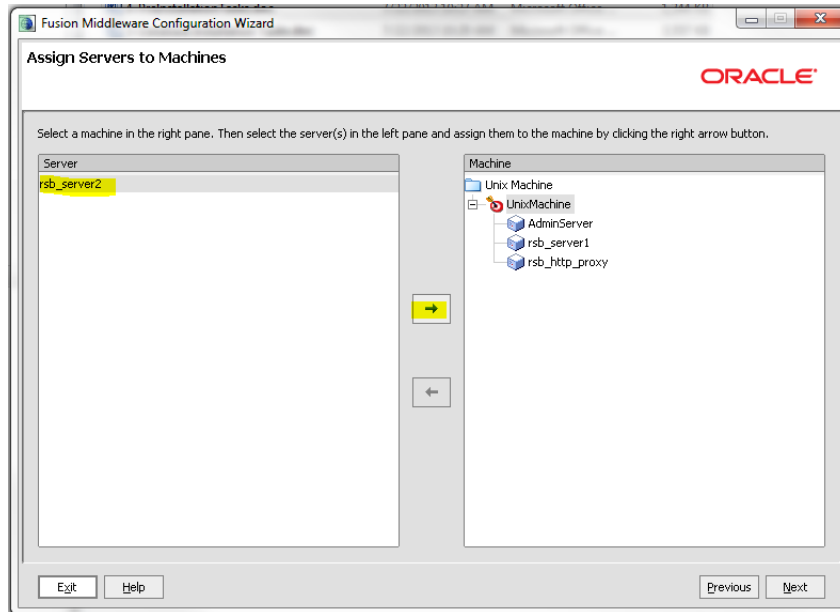 Fusion Middleware Configuration Wizard
Assign Servers to Machines
ORACLE
Select a machine in the right pane. Then select the server(s) in the left pane and assign them to the machine by clicking the right arrow button.
Server
rsb_server2
Machine
Unix Machine
UnixMachine
AdminServer
rsb_server1
rsb_http_proxy
Exit Help Previous Next